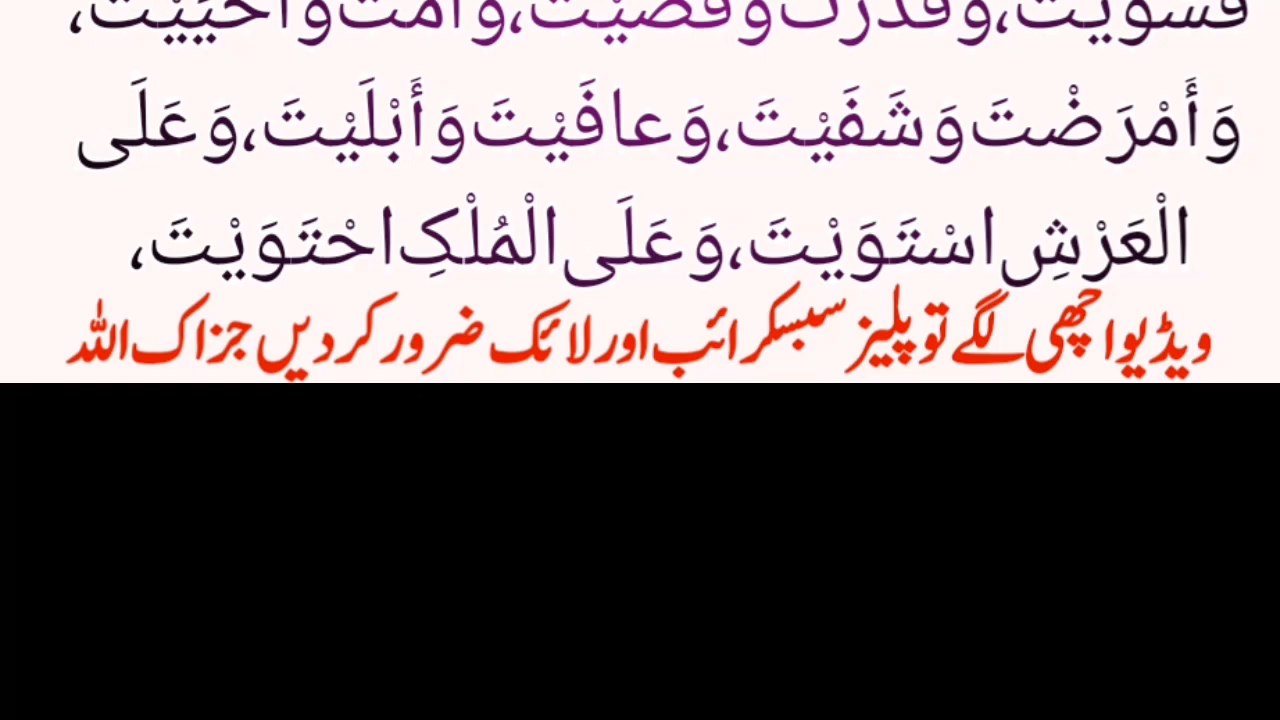 فَسَوَّيْتَ،وَقَدَّرْتَ وَقَضَيْتَ،وَأَمَتَّ وَأَحْيَيْتَ،
وَأَمْرَضْتَ وَشَفَيْتَ،وَعافَيْتَ وَأَبْلَيْتَ،وَعَلَى
الْعَرْشِ اسْتَوَيْتَ،وَعَلَى الْمُلْكِ احْتَوَيْتَ،
ویڈیو اچھی لگے تو پلیز سبسکرائب اور لائک ضرور کر دیں جزاک اللہ